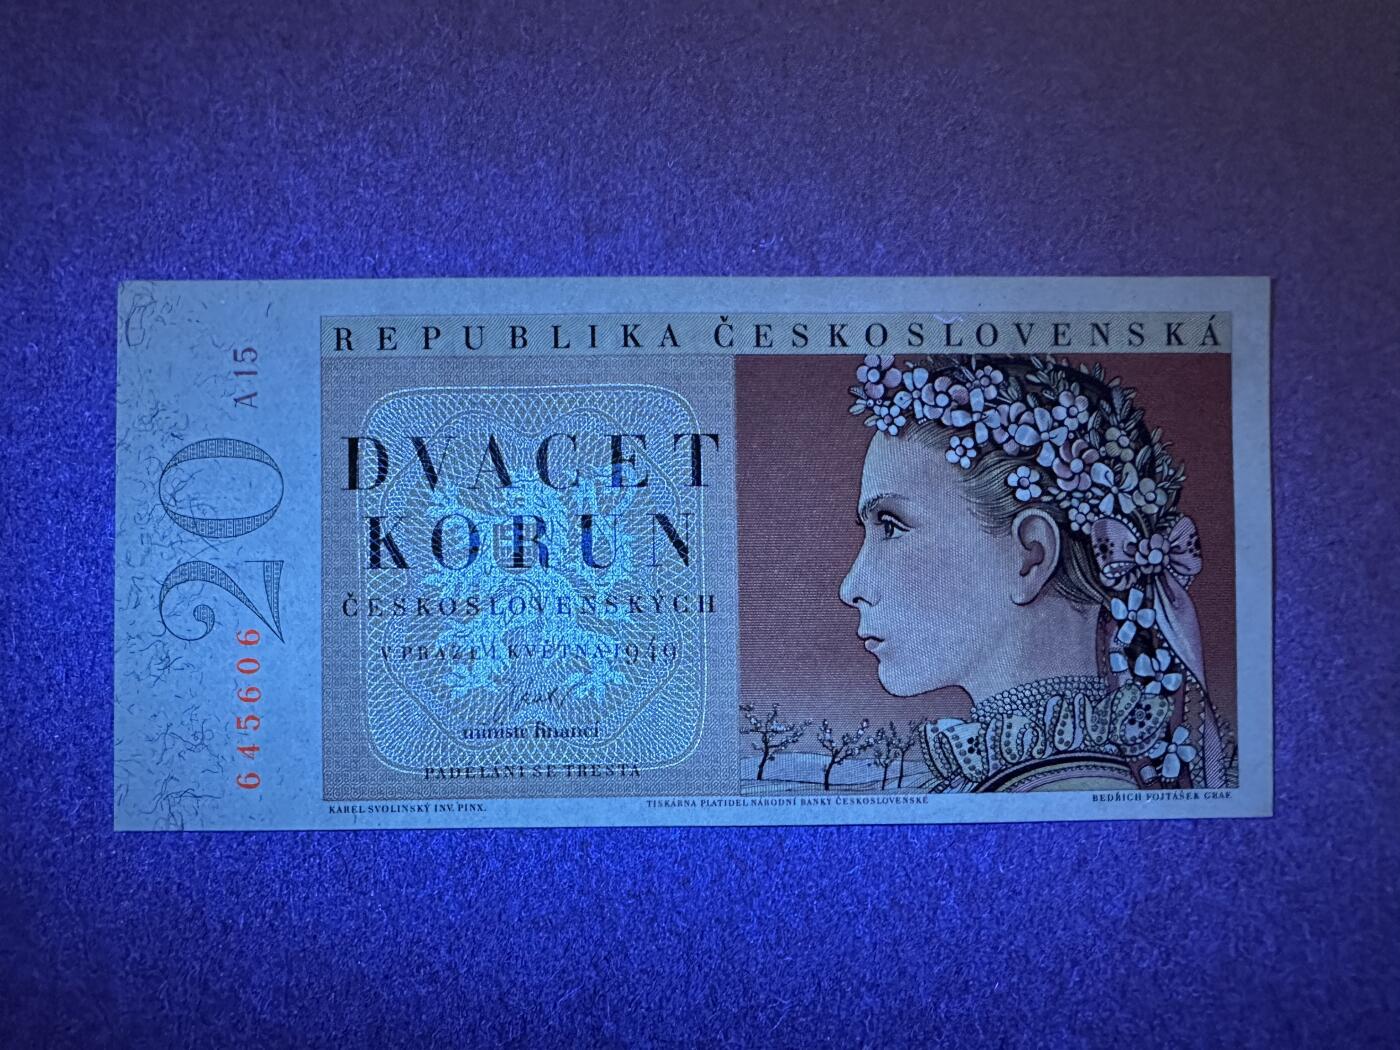 REPUBLIKA ČESKOSLOVENSKÁ
A 15
20
645606
DVACET
KORUN
ČESKOSLOVENSKÝCH
V PRAZE 1. KVĚTNA 1949
ministr financí
PADĚLÁNÍ SE TRESTÁ
KAREL SVOLINSKÝ INV. PINX.
TISKÁRNA PLATIDEL NÁRODNÍ BANKY ČESKOSLOVENSKÉ
BEDŘICH FOJTÁŠEK GRAF.